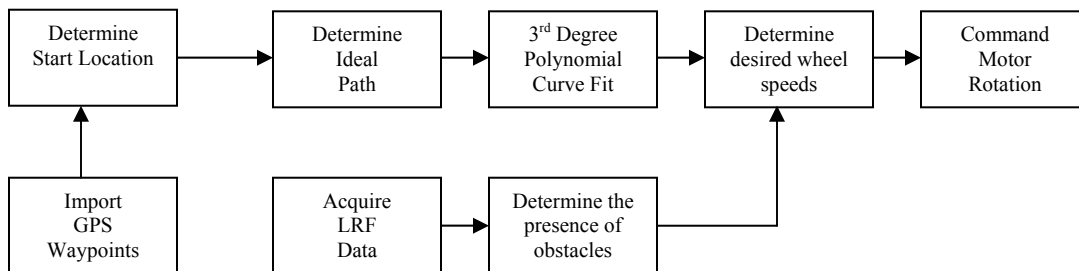 Determine
Start Location
Determine
Ideal
Path
3rd Degree
Polynomial
Curve Fit
Determine
desired wheel
speeds
Command
Motor
Rotation
Import
GPS
Waypoints
Acquire
LRF
Data
Determine the
presence of
obstacles